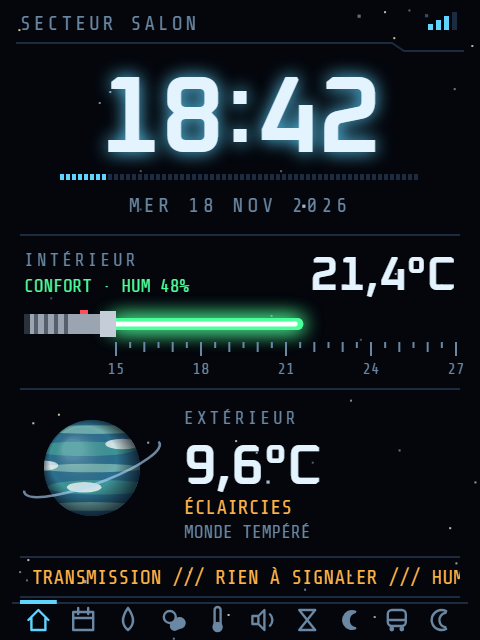 SECTEUR SALON
18:42
MER 18 NOV 2026
INTÉRIEUR
CONFORT · HUM 48%
21,4°C
15 18 21 24 27
EXTÉRIEUR
9,6°C
ÉCLAIRCIES
MONDE TEMPÉRÉ
TRANSMISSION /// RIEN À SIGNALER /// HUM